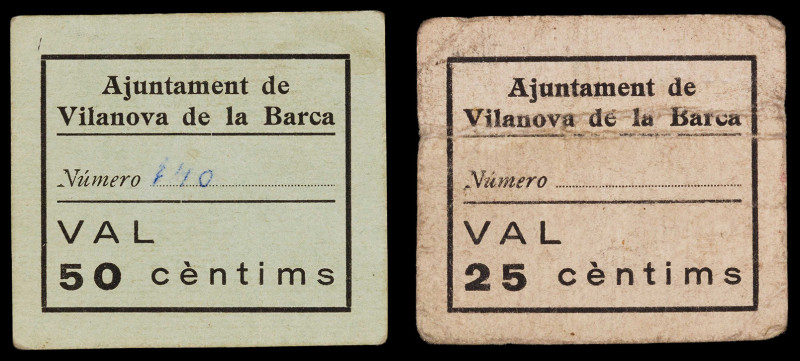 Ajuntament de
Vilanova de la Barca
Número 140
VAL
50 cèntims
Ajuntament de
Vilanova de la Barca
Número
VAL
25 cèntims